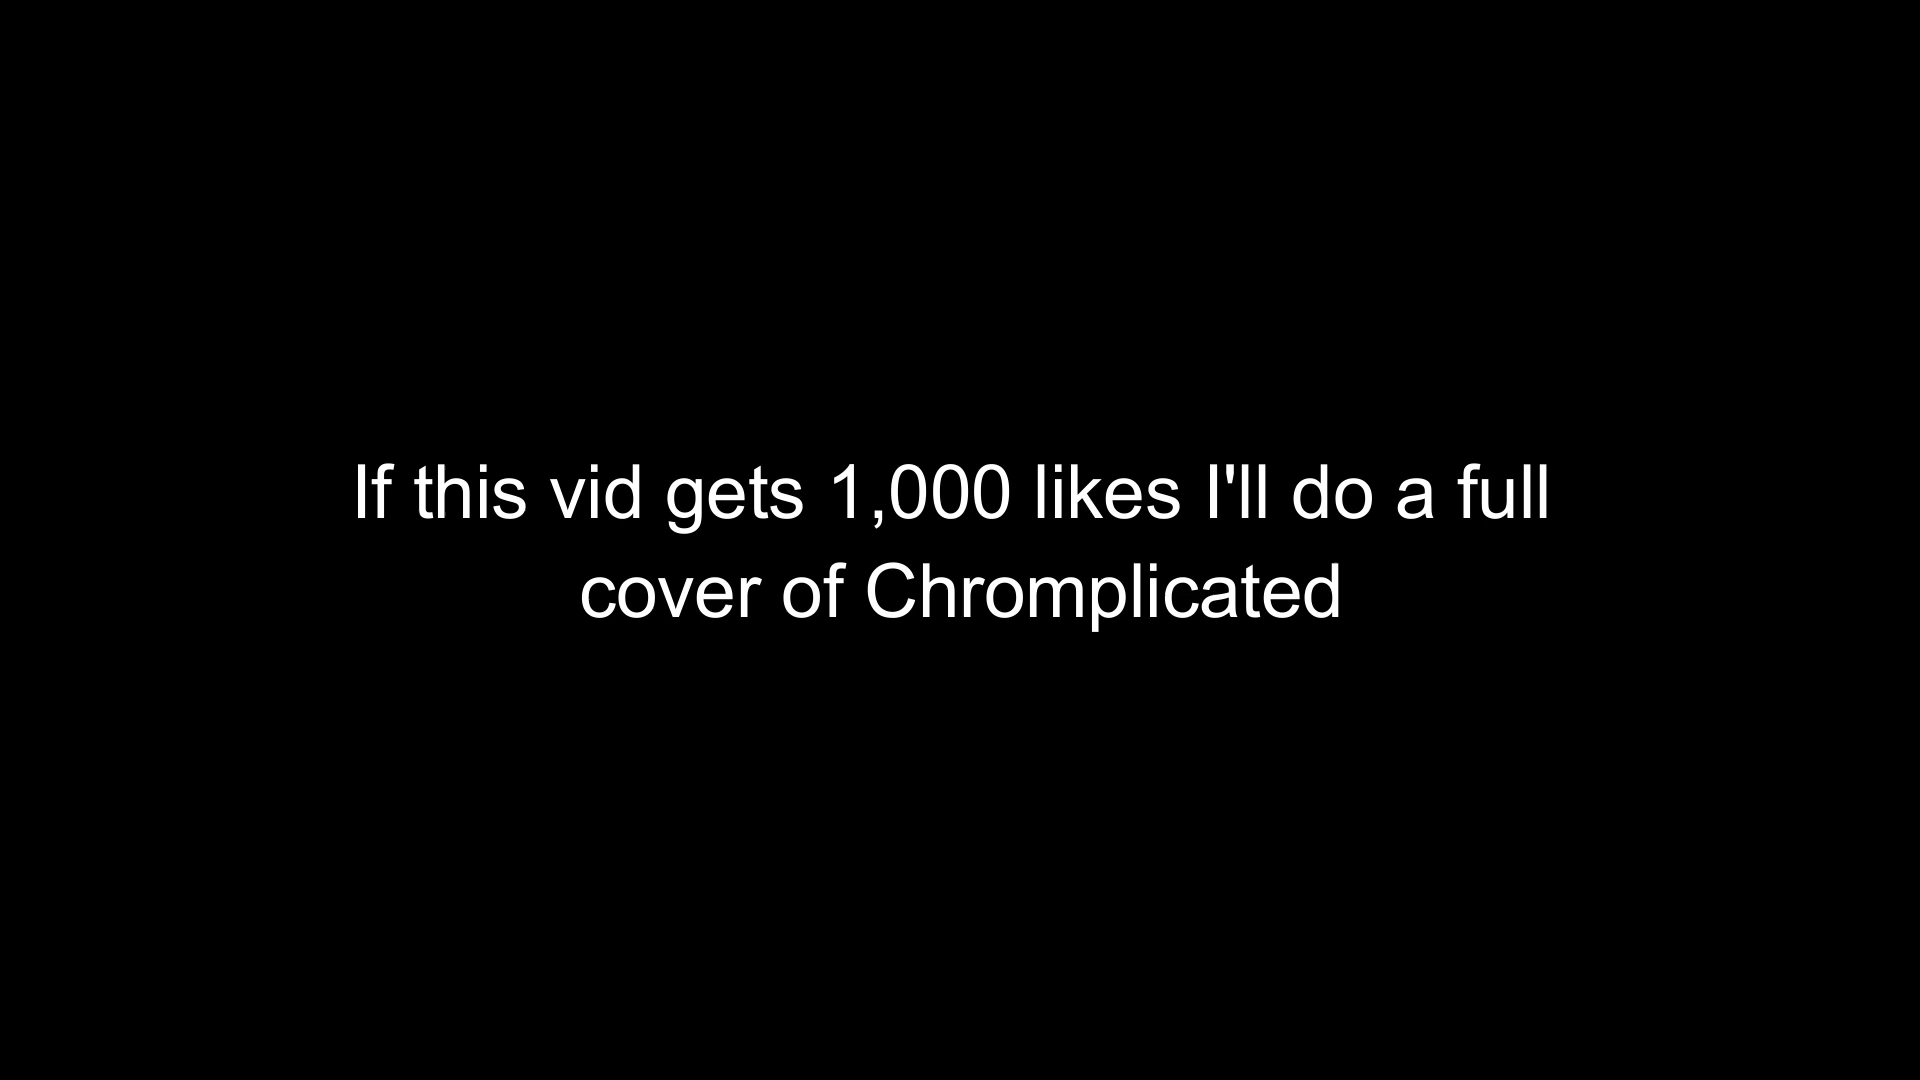 If this vid gets 1,000 likes I'll do a full
cover of Chromplicated